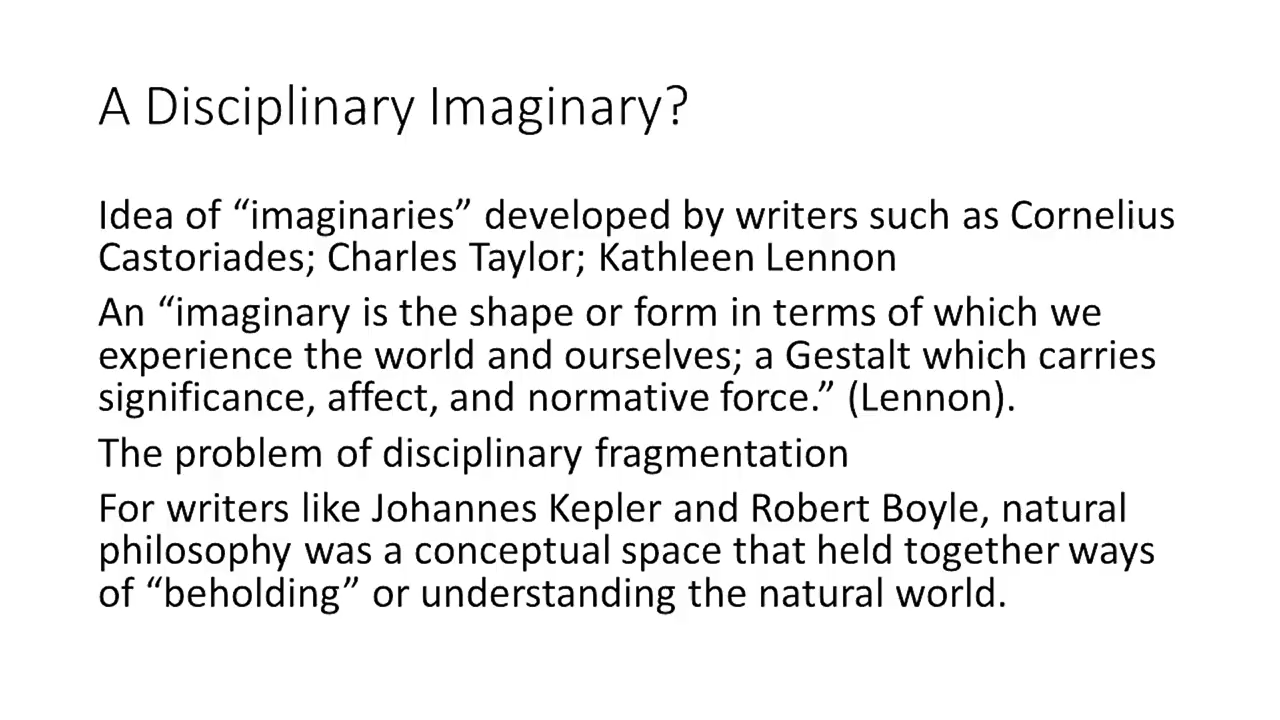 A Disciplinary Imaginary?
Idea of “imaginaries” developed by writers such as Cornelius
Castoriades; Charles Taylor; Kathleen Lennon
An “imaginary is the shape or form in terms of which we
experience the world and ourselves; a Gestalt which carries
significance, affect, and normative force.” (Lennon).
The problem of disciplinary fragmentation
For writers like Johannes Kepler and Robert Boyle, natural
philosophy was a conceptual space that held together ways
of “beholding” or understanding the natural world.